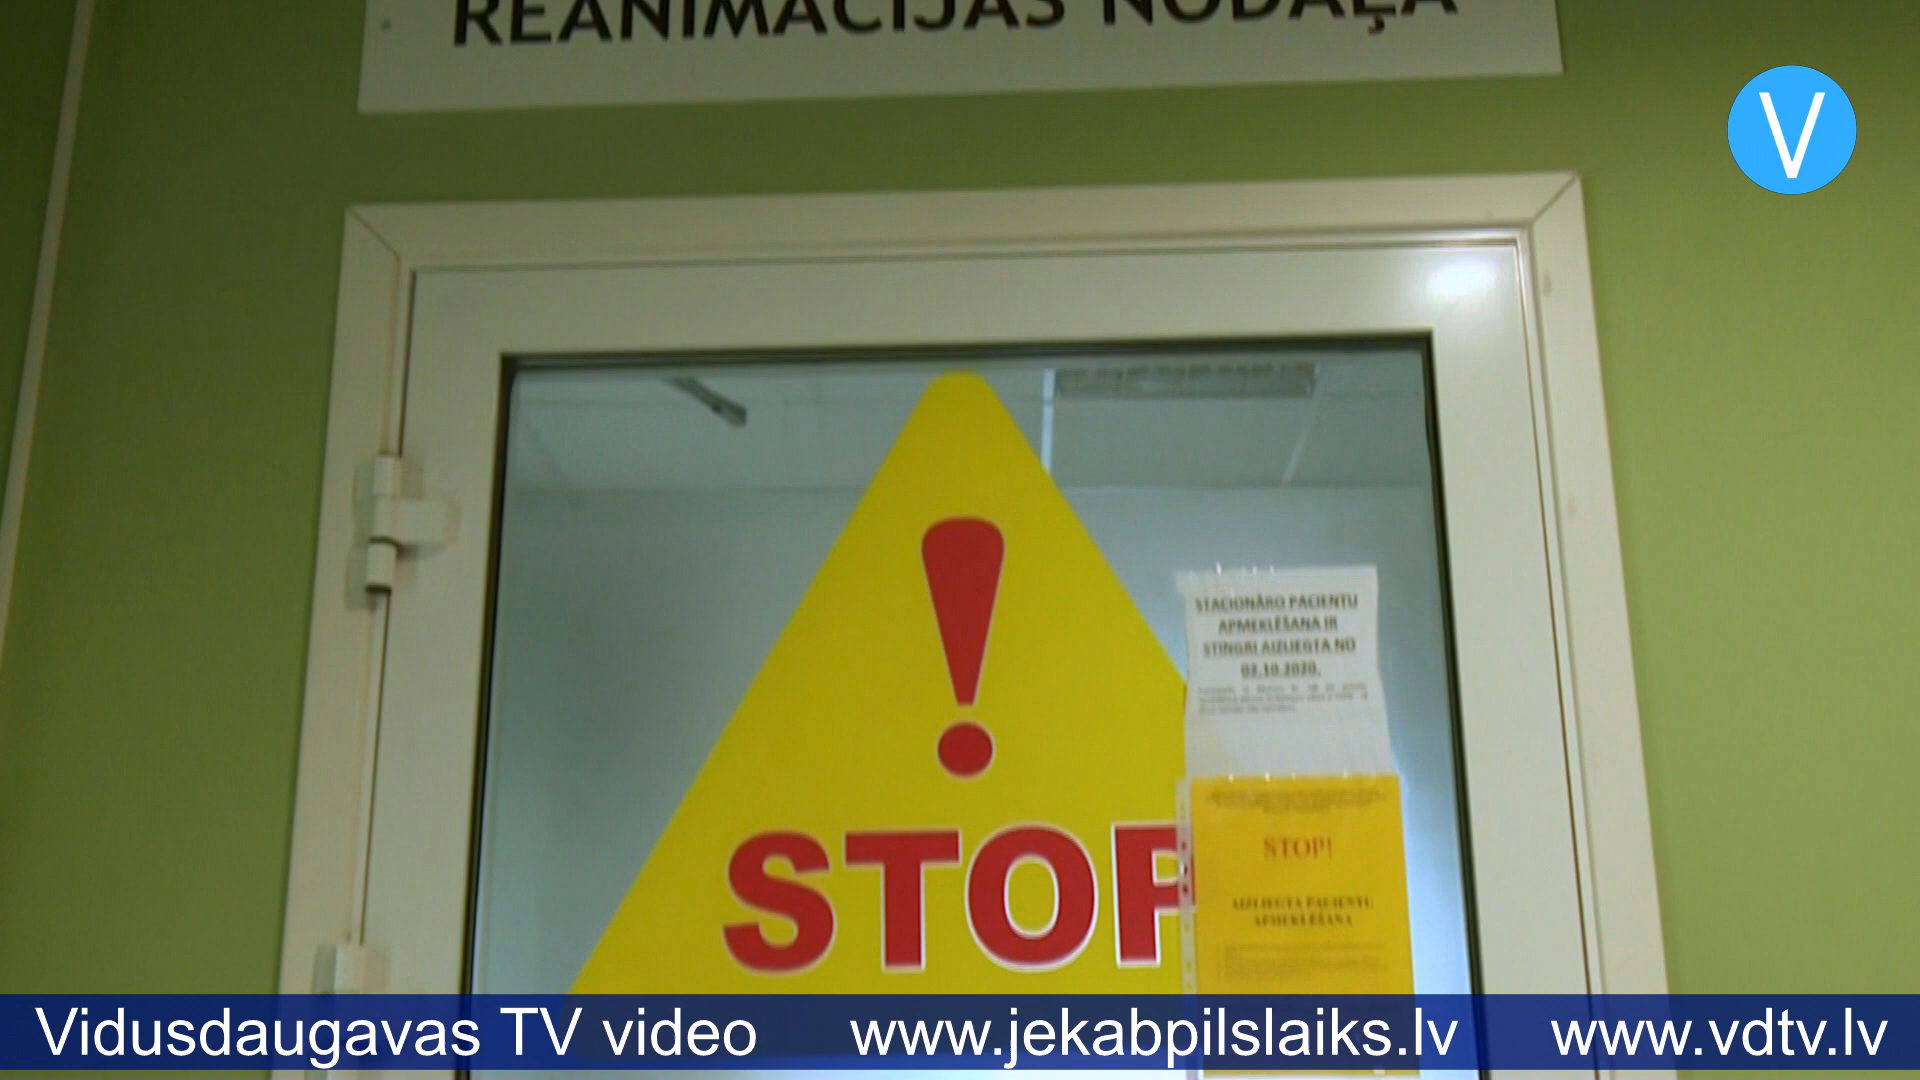 REANIMĀCIJAS NODAĻA
V
STACIONĀRO PACIENTU
APMEKLĒŠANA IR
STINGRI AIZLIEGTA NO
02.10.2020.
STOP
STOP!
AIZLIEGTA PACIENTU
APMEKLĒŠANA
Vidusdaugavas TV video www.jekabpilslaiks.lv www.vdtv.lv